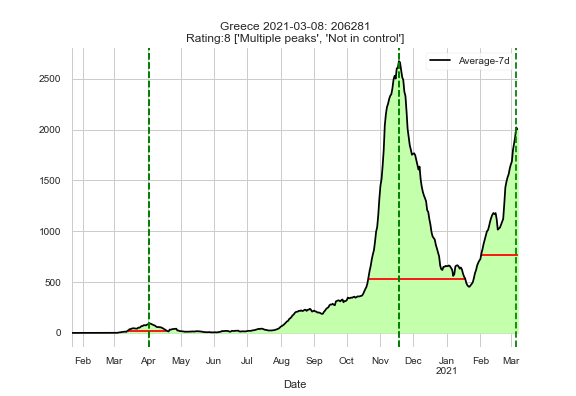 Greece 2021-03-08: 206281
Rating:8 ['Multiple peaks', 'Not in control']
Average-7d
2500
2000
1500
1000
500
0
Feb Mar Apr May Jun Jul Aug Sep Oct Nov Dec Jan Feb Mar
2021
Date